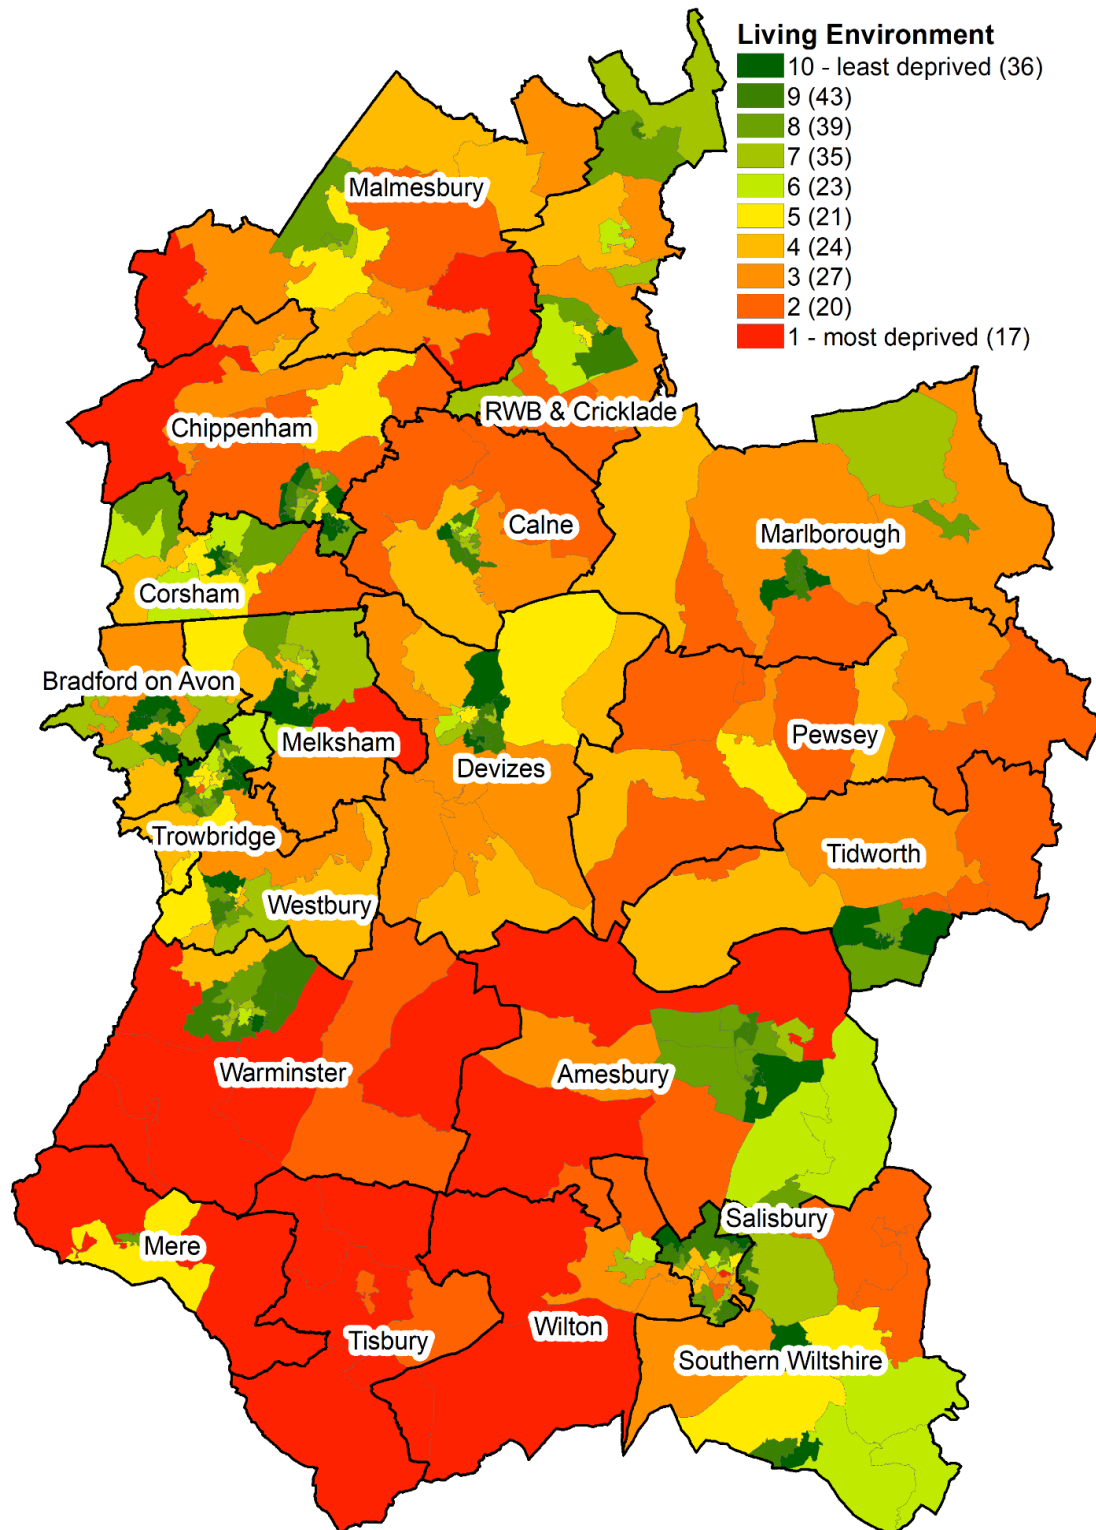 Living Environment
10 - least deprived (36)
9 (43)
8 (39)
7 (35)
6 (23)
5 (21)
4 (24)
3 (27)
2 (20)
1 - most deprived (17)
Malmesbury
RWB & Cricklade
Chippenham
Calne
Marlborough
Corsham
Bradford on Avon
Melksham
Devizes
Pewsey
Trowbridge
Tidworth
Westbury
Warminster
Amesbury
Salisbury
Mere
Wilton
Tisbury
Southern Wiltshire